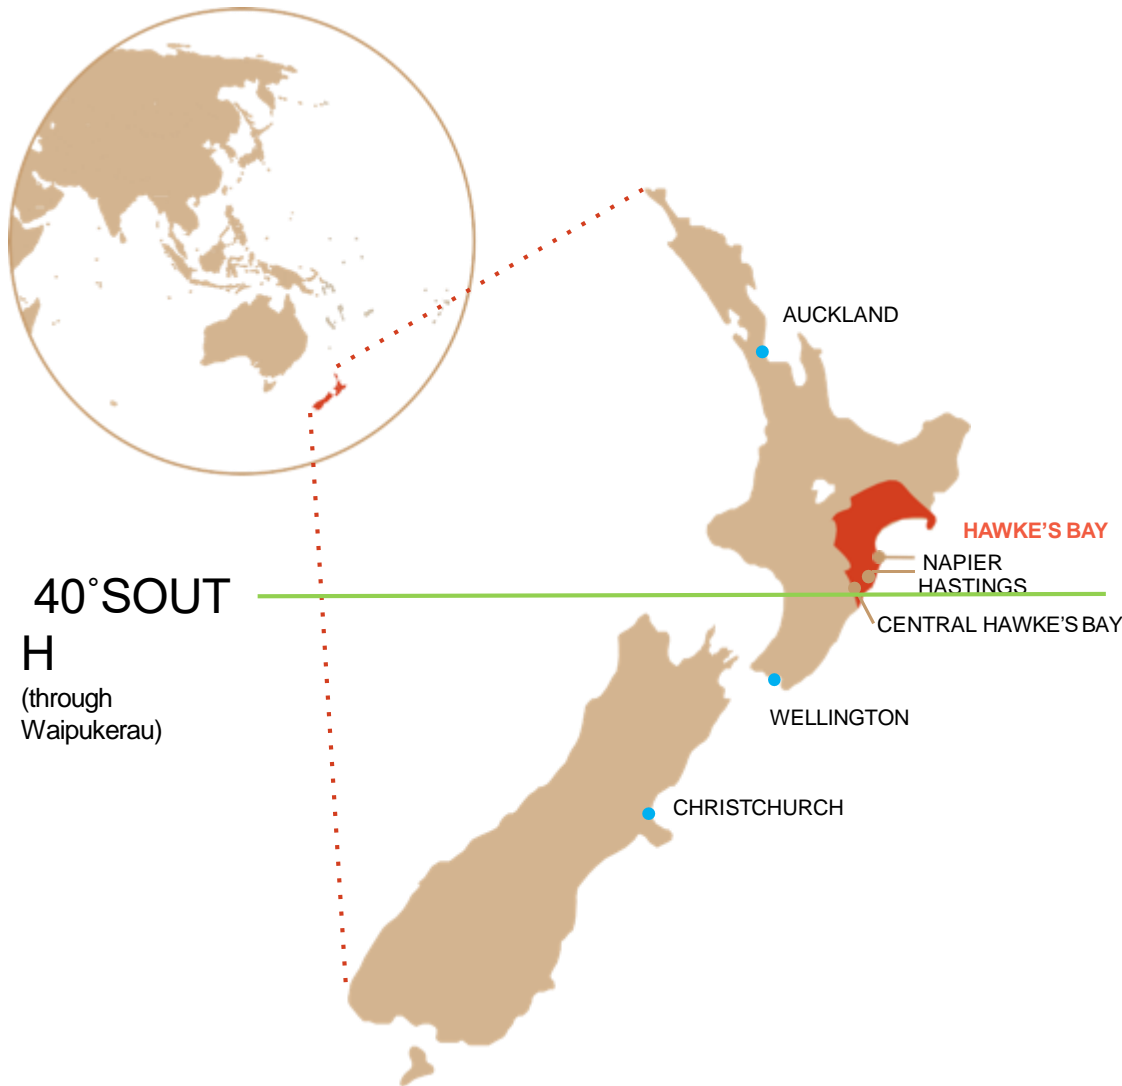 AUCKLAND
HAWKE'S BAY
NAPIER
HASTINGS
40˚SOUT
H
(through
Waipukerau)
CENTRAL HAWKE'S BAY
WELLINGTON
CHRISTCHURCH